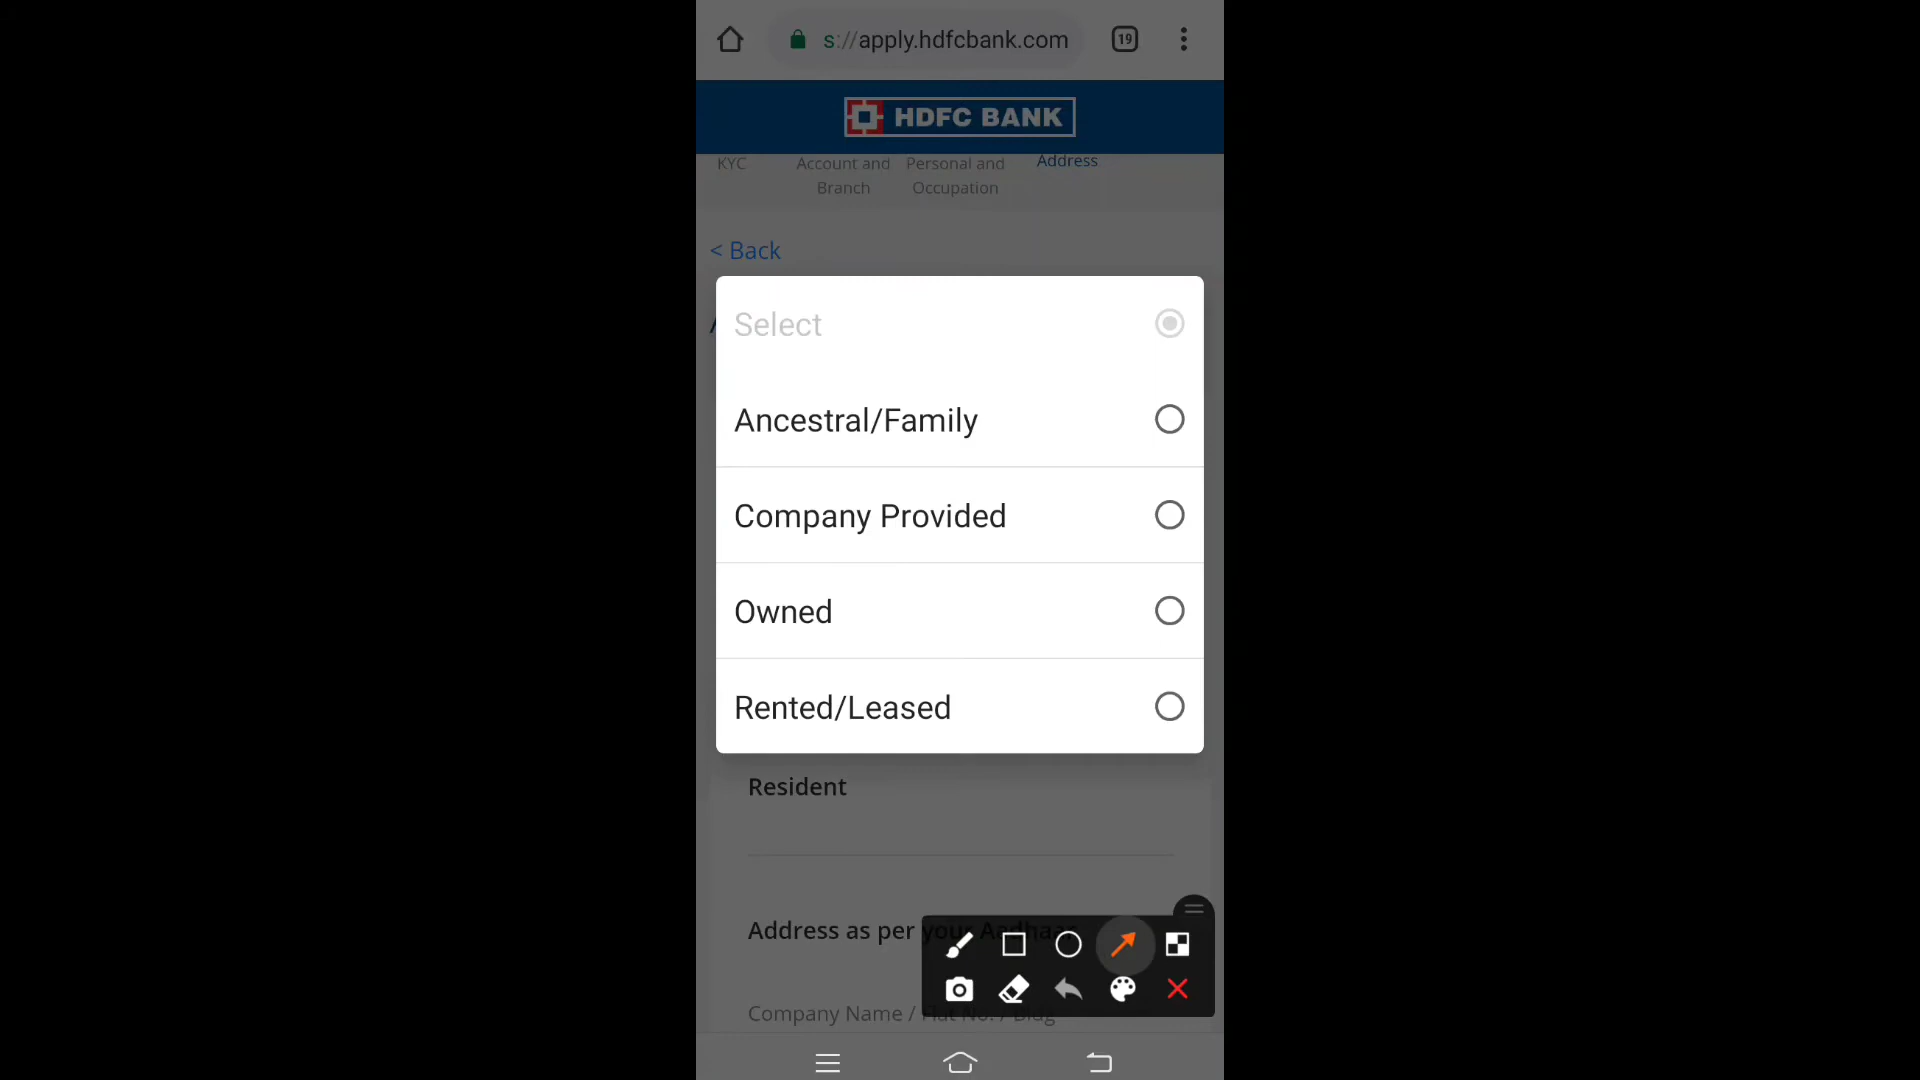 s://apply.hdfcbank.com 19
HDFC BANK
KYC Account and Branch Personal and Occupation Address
< Back
Select
Ancestral/Family
Company Provided
Owned
Rented/Leased
Resident
Address as per your Aadhaar
Company Name / Flat No. / Bldg